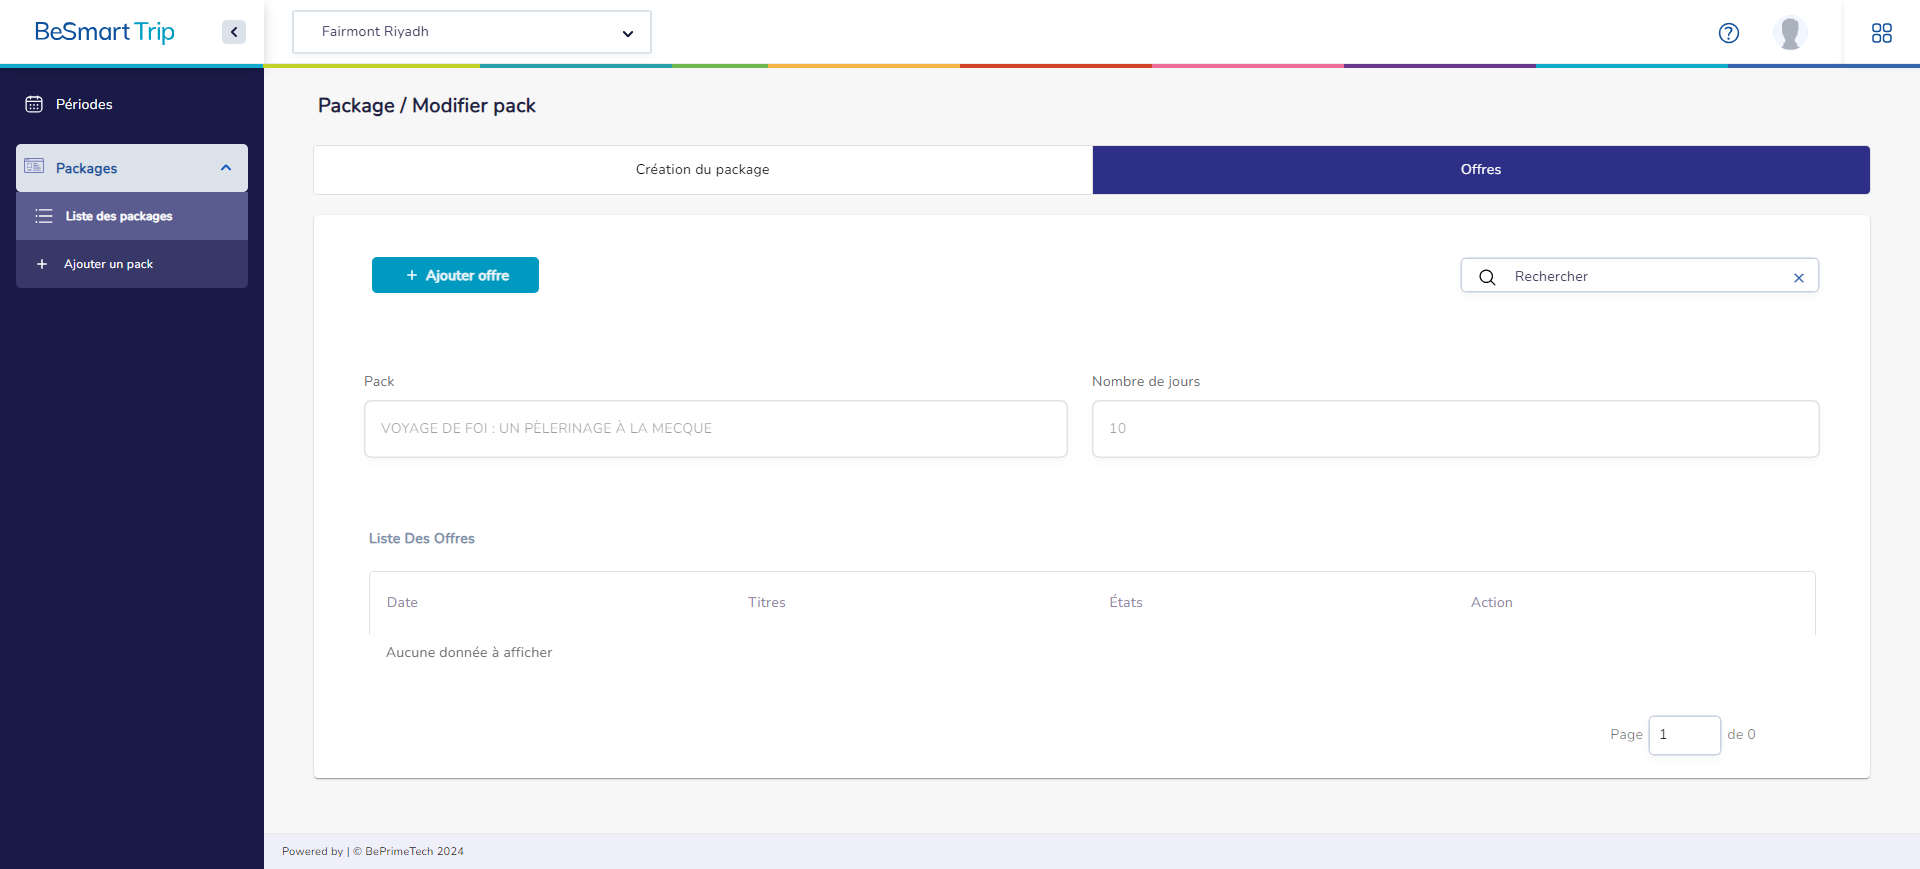 BeSmart Trip
Fairmont Riyadh
Périodes
Packages
Liste des packages
Ajouter un pack
Package / Modifier pack
Création du package
Offres
+ Ajouter offre
Rechercher
Pack
Nombre de jours
VOYAGE DE FOI : UN PÈLERINAGE À LA MECQUE
10
Liste Des Offres
Date Titres États Action
Aucune donnée à afficher
Page 1 de 0
Powered by | © BePrimeTech 2024